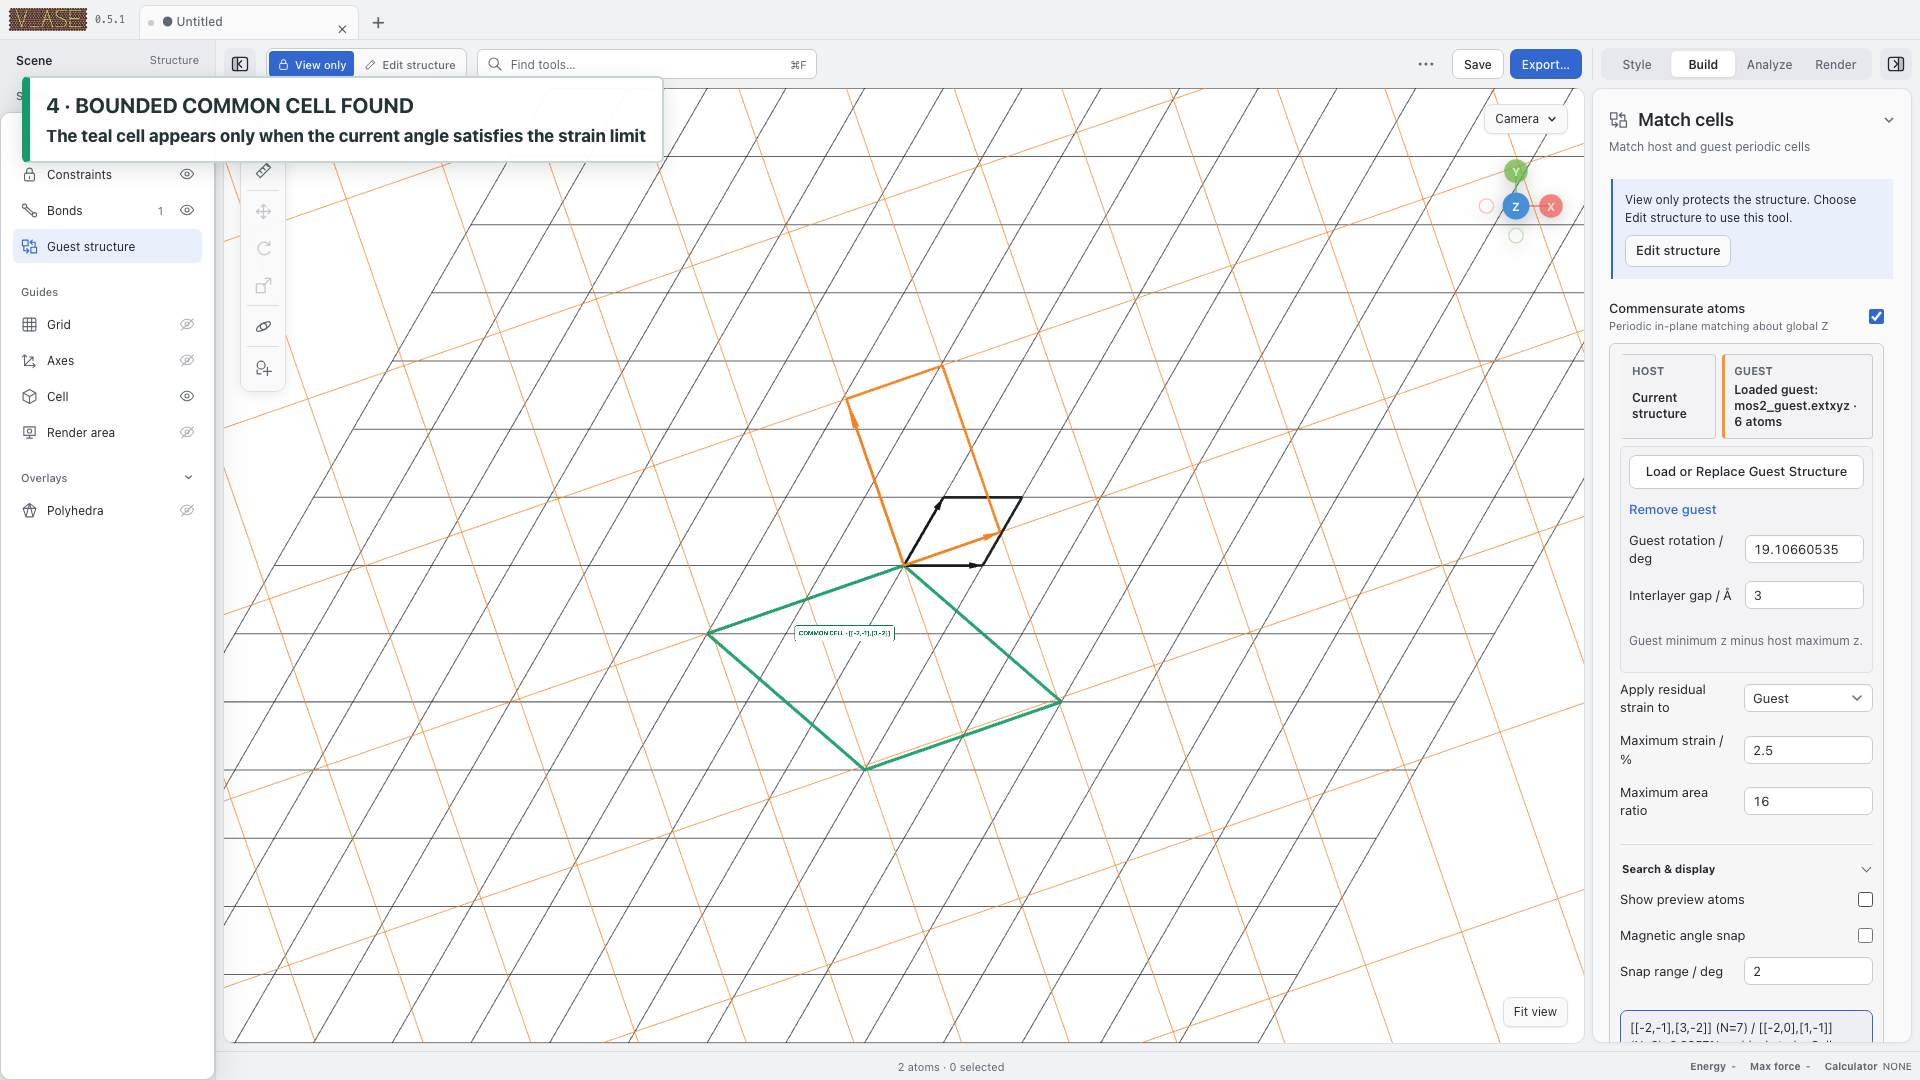 V_ASE 0.5.1
Untitled
Scene
Structure
View only
Edit structure
Find tools...
⌘F
Save
Export...
Style
Build
Analyze
Render
4 · BOUNDED COMMON CELL FOUND
The teal cell appears only when the current angle satisfies the strain limit
Constraints
Bonds 1
Guest structure
Guides
Grid
Axes
Cell
Render area
Overlays
Polyhedra
Camera
Y
Z
X
COMMON CELL · [[-2,-1],[3,-2]]
Fit view
Match cells
Match host and guest periodic cells
View only protects the structure. Choose
Edit structure to use this tool.
Edit structure
Commensurate atoms
Periodic in-plane matching about global Z
HOST
Current
structure
GUEST
Loaded guest:
mos2_guest.extxyz ·
6 atoms
Load or Replace Guest Structure
Remove guest
Guest rotation /
deg
19.10660535
Interlayer gap / Å
3
Guest minimum z minus host maximum z.
Apply residual
strain to
Guest
Maximum strain /
%
2.5
Maximum area
ratio
16
Search & display
Show preview atoms
Magnetic angle snap
Snap range / deg
2
[[-2,-1],[3,-2]] (N=7) / [[-2,0],[1,-1]]
2 atoms · 0 selected
Energy -
Max force -
Calculator NONE